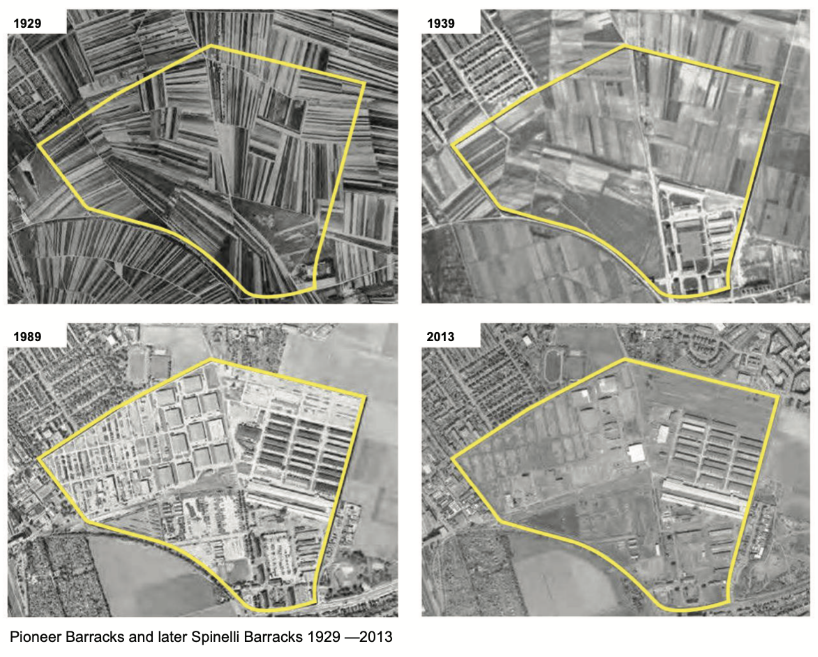 1929
1939
1989
2013
Pioneer Barracks and later Spinelli Barracks 1929 —2013